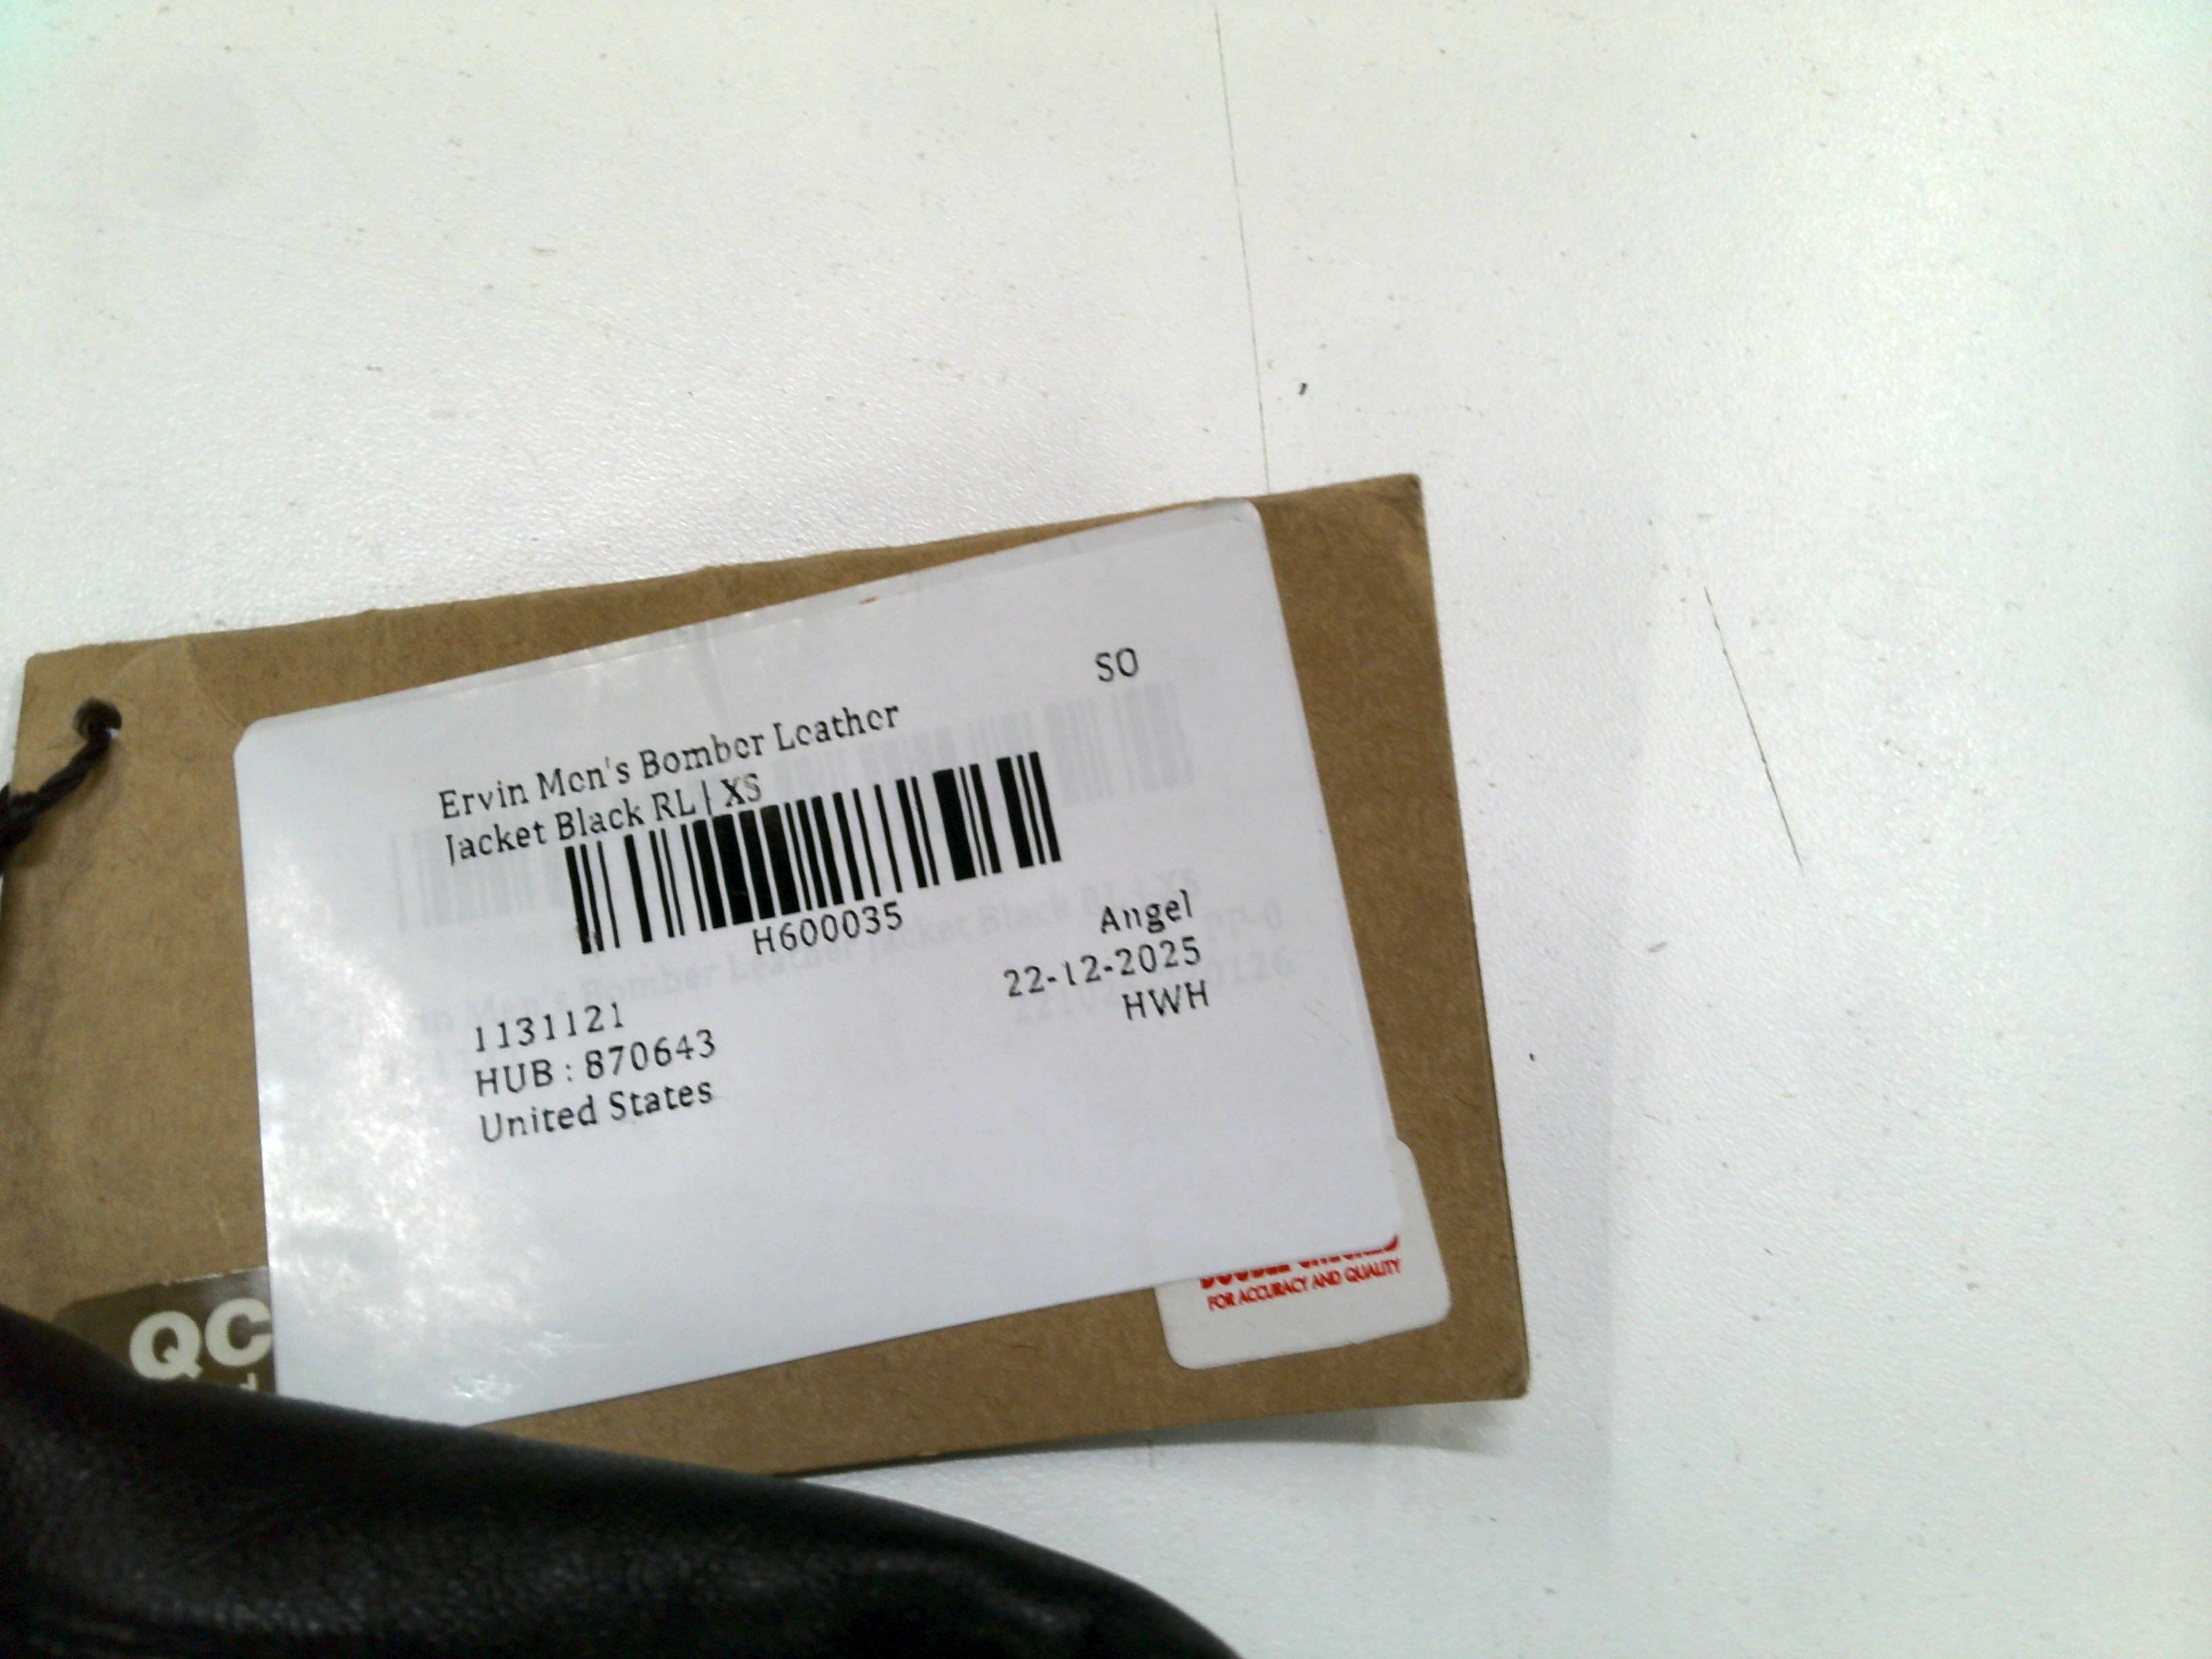 SO
Ervin Men's Bomber Leather
Jacket Black RL | XS
H600035
Angel
22-12-2025
HWH
1131121
HUB : 870643
United States
QC
FOR ACCURACY AND QUALITY